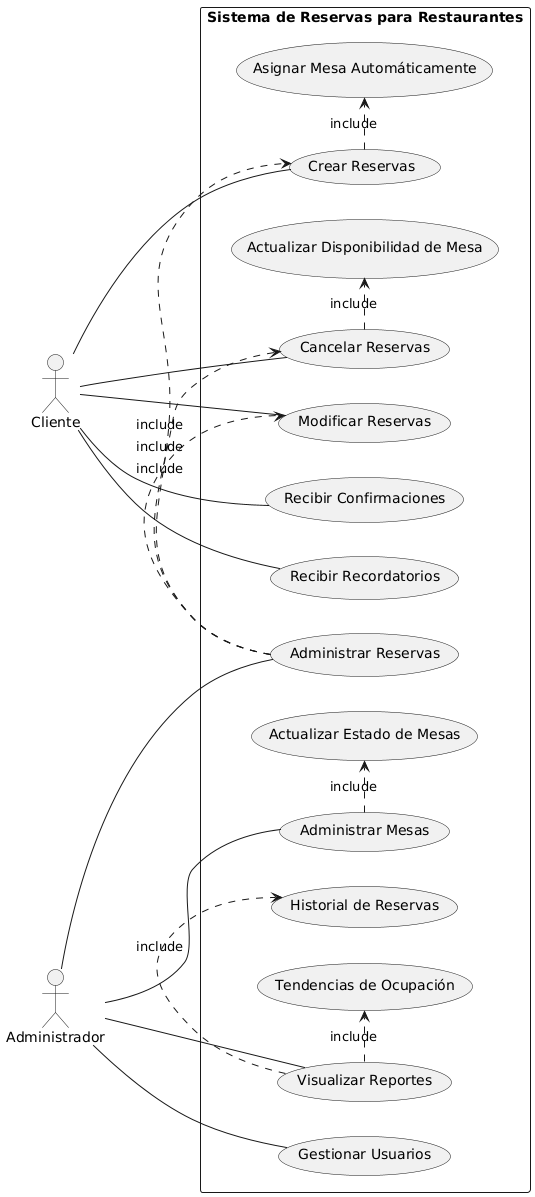 Sistema de Reservas para Restaurantes
Asignar Mesa Automáticamente
include
Crear Reservas
Actualizar Disponibilidad de Mesa
include
Cancelar Reservas
Cliente
Modificar Reservas
include
include
include
Recibir Confirmaciones
Recibir Recordatorios
Administrar Reservas
Actualizar Estado de Mesas
include
Administrar Mesas
Historial de Reservas
include
Tendencias de Ocupación
include
Administrador
Visualizar Reportes
Gestionar Usuarios